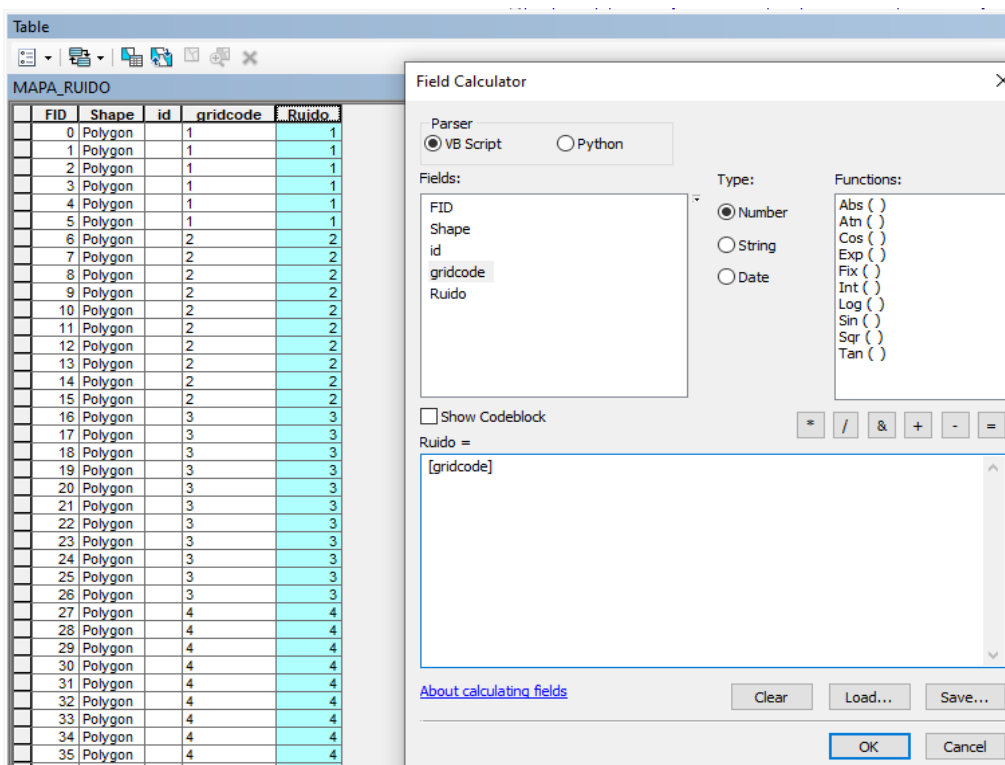 Table
MAPA_RUIDO
FID Shape id gridcode Ruido
0 Polygon 1 1
1 Polygon 1 1
2 Polygon 1 1
3 Polygon 1 1
4 Polygon 1 1
5 Polygon 1 1
6 Polygon 2 2
7 Polygon 2 2
8 Polygon 2 2
9 Polygon 2 2
10 Polygon 2 2
11 Polygon 2 2
12 Polygon 2 2
13 Polygon 2 2
14 Polygon 2 2
15 Polygon 2 2
16 Polygon 3 3
17 Polygon 3 3
18 Polygon 3 3
19 Polygon 3 3
20 Polygon 3 3
21 Polygon 3 3
22 Polygon 3 3
23 Polygon 3 3
24 Polygon 3 3
25 Polygon 3 3
26 Polygon 3 3
27 Polygon 4 4
28 Polygon 4 4
29 Polygon 4 4
30 Polygon 4 4
31 Polygon 4 4
32 Polygon 4 4
33 Polygon 4 4
34 Polygon 4 4
35 Polygon 4 4
Field Calculator
Parser
VB Script Python
Fields:
FID
Shape
id
gridcode
Ruido
Type:
Number
String
Date
Functions:
Abs ( )
Atn ( )
Cos ( )
Exp ( )
Fix ( )
Int ( )
Log ( )
Sin ( )
Sqr ( )
Tan ( )
Show Codeblock
* / & + - =
Ruido =
[gridcode]
About calculating fields
Clear Load... Save...
OK Cancel